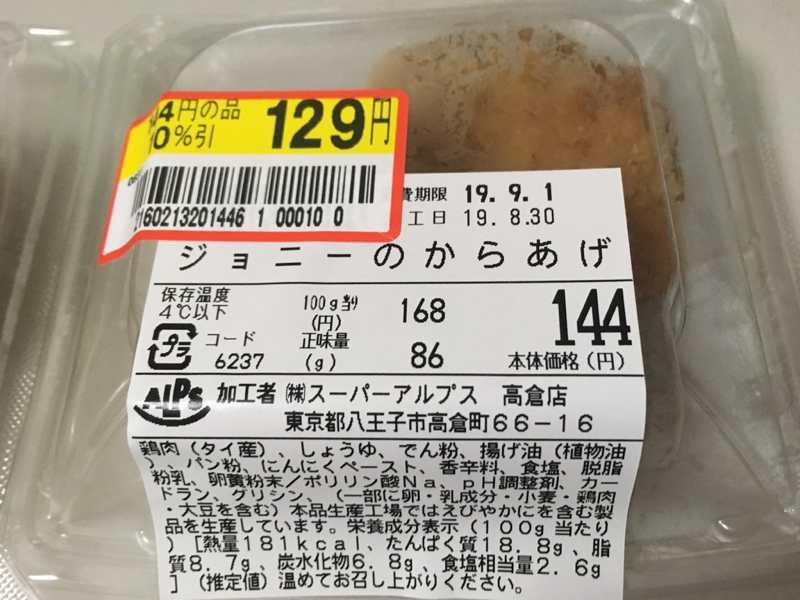 4円の品
0%引
129円
2160213201446 1 00010 0
費期限 19.9.1
工日 19.8.30
ジョニーのからあげ
保存温度
4℃以下
100g当り
(円)
168
144
プラ
コード
6237
正味量
(g)
86
本体価格(円)
ALPS 加工者 ㈱スーパーアルプス 高倉店
東京都八王子市高倉町66-16
鶏肉(タイ産)、しょうゆ、でん粉、揚げ油(植物油
)、パン粉、にんにくペースト、香辛料、食塩、脱脂
粉乳、卵黄粉末/ポリリン酸Na、pH調整剤、カー
ドラン、グリシン、(一部に卵・乳成分・小麦・鶏肉
・大豆を含む)本品生産工場ではえびやかにを含む製
品を生産しています。栄養成分表示(100g当たり
)[熱量181kcal、たんぱく質18.8g、脂
質8.7g、炭水化物6.8g、食塩相当量2.6g
](推定値)温めてお召し上がりください。